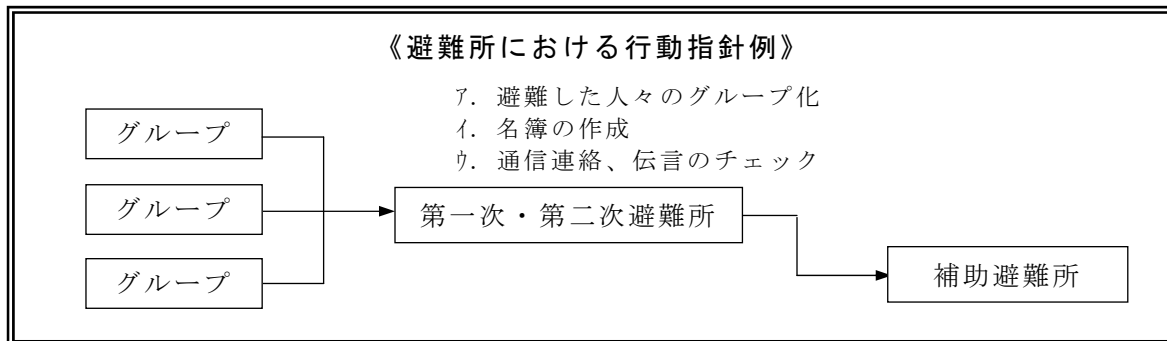 《避難所における行動指針例》
ア. 避難した人々のグループ化
イ. 名簿の作成
ウ. 通信連絡、伝言のチェック
グループ
グループ
グループ
第一次・第二次避難所
補助避難所